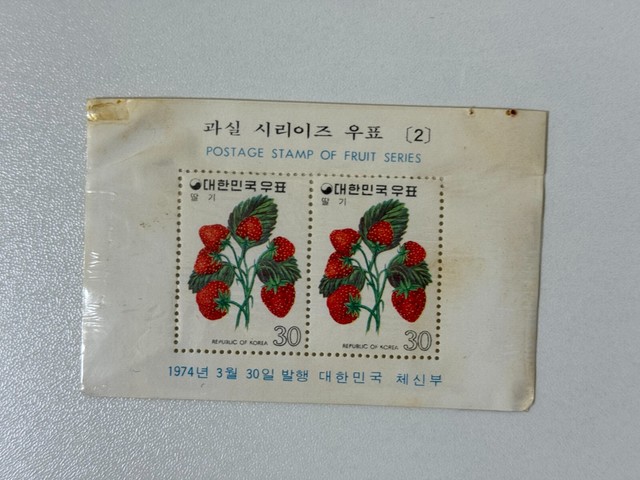 과실 시리이즈 우표 〔2〕
POSTAGE STAMP OF FRUIT SERIES
대한민국우표
딸기
REPUBLIC OF KOREA
30
대한민국우표
딸기
REPUBLIC OF KOREA
30
1974년 3월 30일 발행 대한민국 체신부